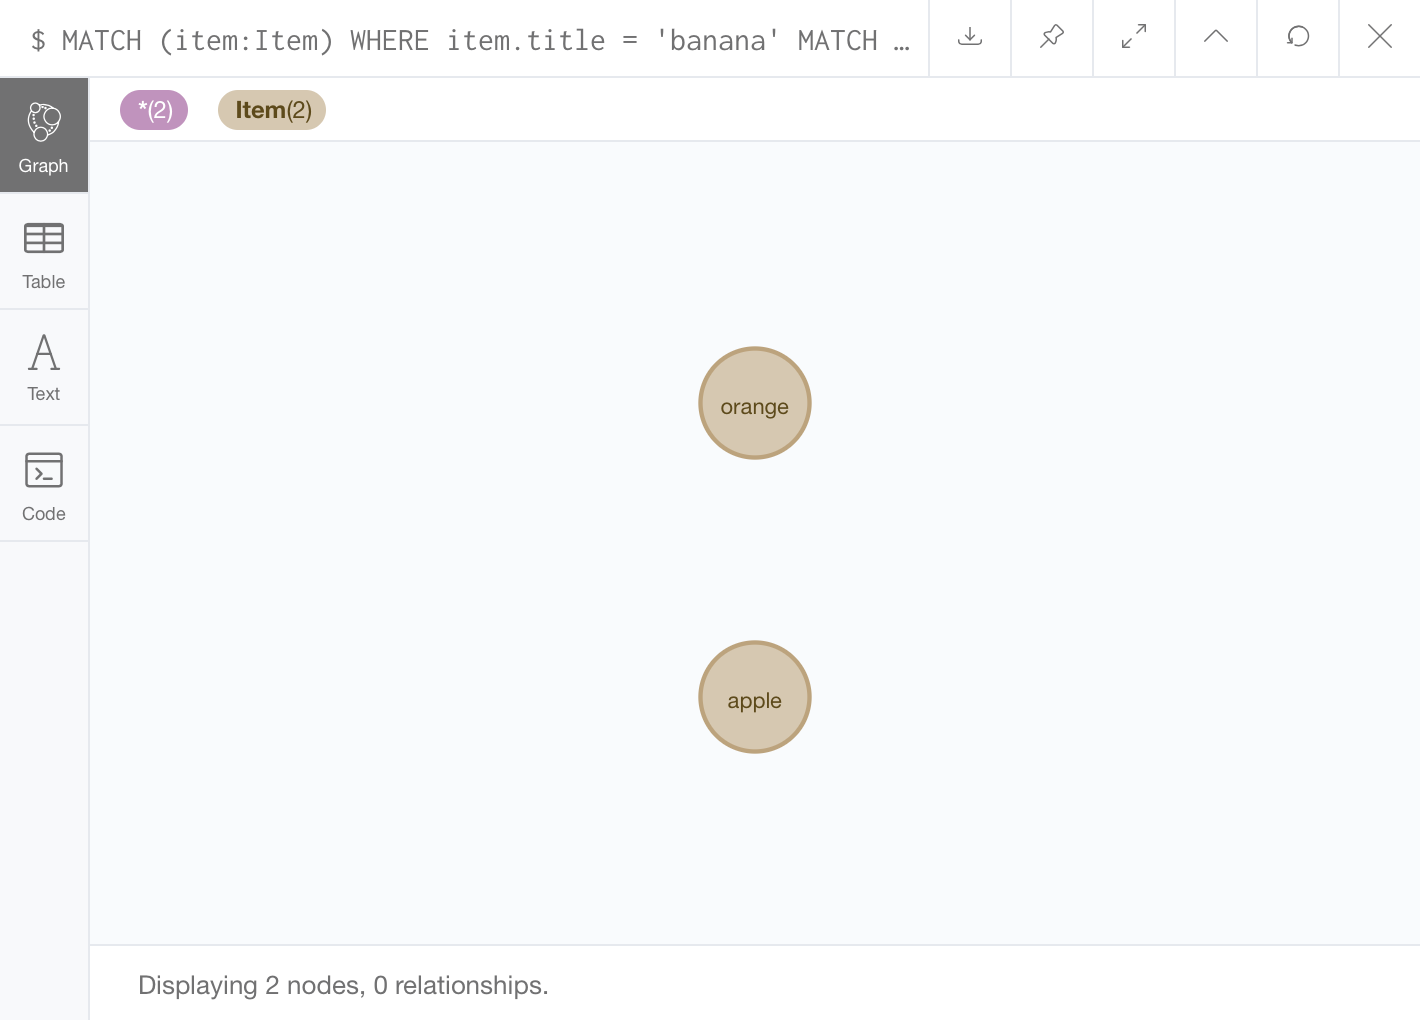 $ MATCH (item:Item) WHERE item.title = 'banana' MATCH …
*(2) Item(2)
Graph
Table
Text
Code
orange
apple
Displaying 2 nodes, 0 relationships.